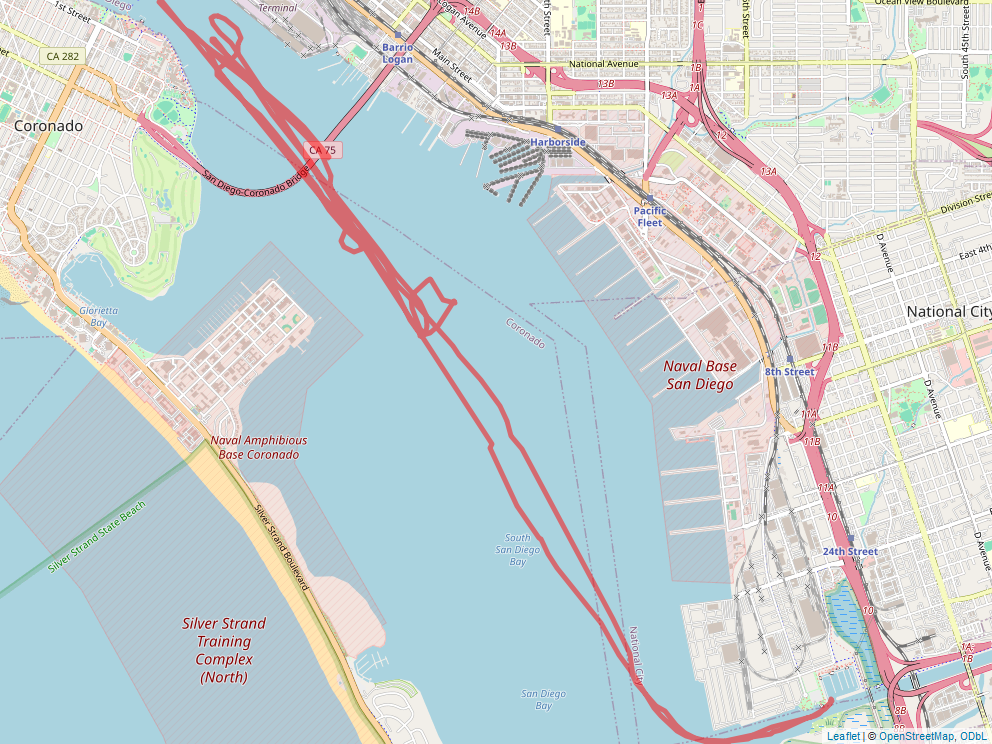 Diego
1st Street
Terminal
Logan Avenue
14B
14A
13B
Ocean View Boulevard
CA 282
Barrio
Logan
Main Street
National Avenue
1C
1B
1A
13B
13A
12
South 45th Street
Coronado
CA 75
Harborside
13A
San Diego-Coronado Bridge
Pacific
Fleet
Division Street
D Avenue
East 4th
12
Glorietta
Bay
Coronado
National City
11B
Naval Base
San Diego
8th Street
D Avenue
11A
11B
Naval Amphibious
Base Coronado
11A
Silver Strand State Beach
Silver Strand Boulevard
10
South
San Diego
Bay
24th Street
D Avenue
10
Silver Strand
Training
Complex
(North)
National City
1A
1B
San Diego
Bay
8B
Leaflet | © OpenStreetMap, ODbL